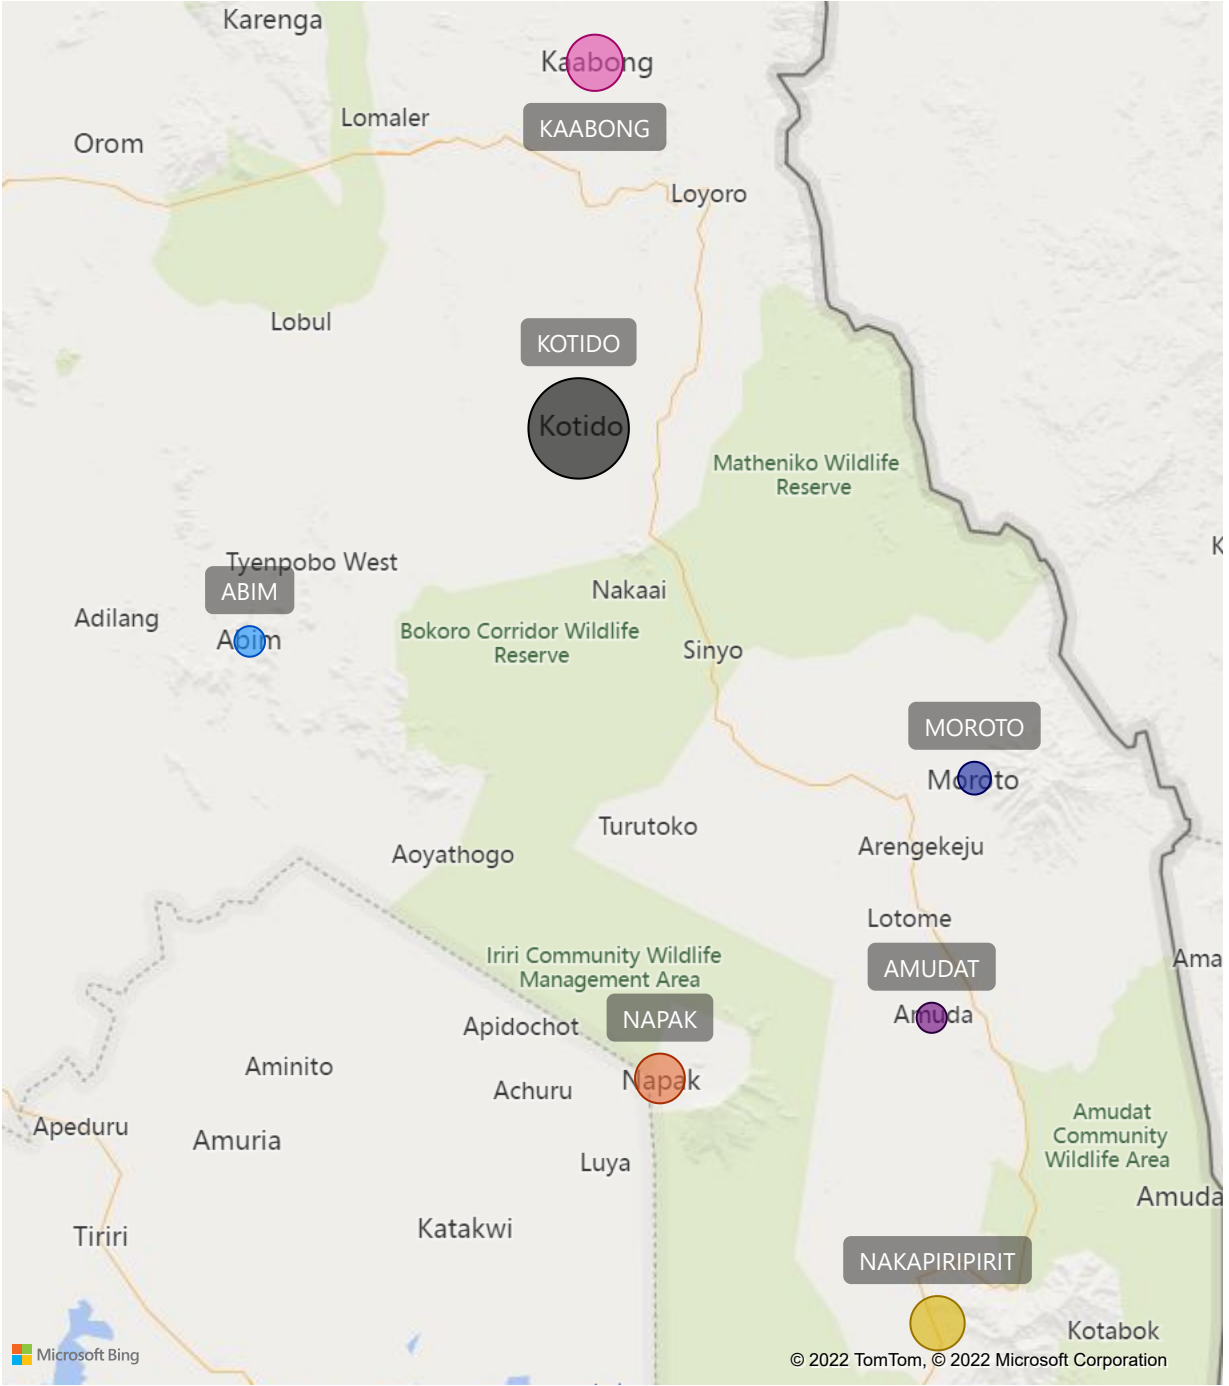 Karenga
Kaabong
KAABONG
Lomaler
Orom
Loyoro
Lobul
KOTIDO
Kotido
Matheniko Wildlife
Reserve
K
Tyenpobo West
ABIM
Nakaai
Adilang
Abim
Bokoro Corridor Wildlife
Reserve
Sinyo
MOROTO
Moroto
Turutoko
Arengekeju
Aoyathogo
Lotome
Iriri Community Wildlife
Management Area
AMUDAT
Ama
Amuda
NAPAK
Apidochot
Aminito
Napak
Achuru
Amudat
Community
Wildlife Area
Apeduru
Amuria
Luya
Amuda
Katakwi
Tiriri
NAKAPIRIPIRIT
Kotabok
Microsoft Bing
© 2022 TomTom, © 2022 Microsoft Corporation